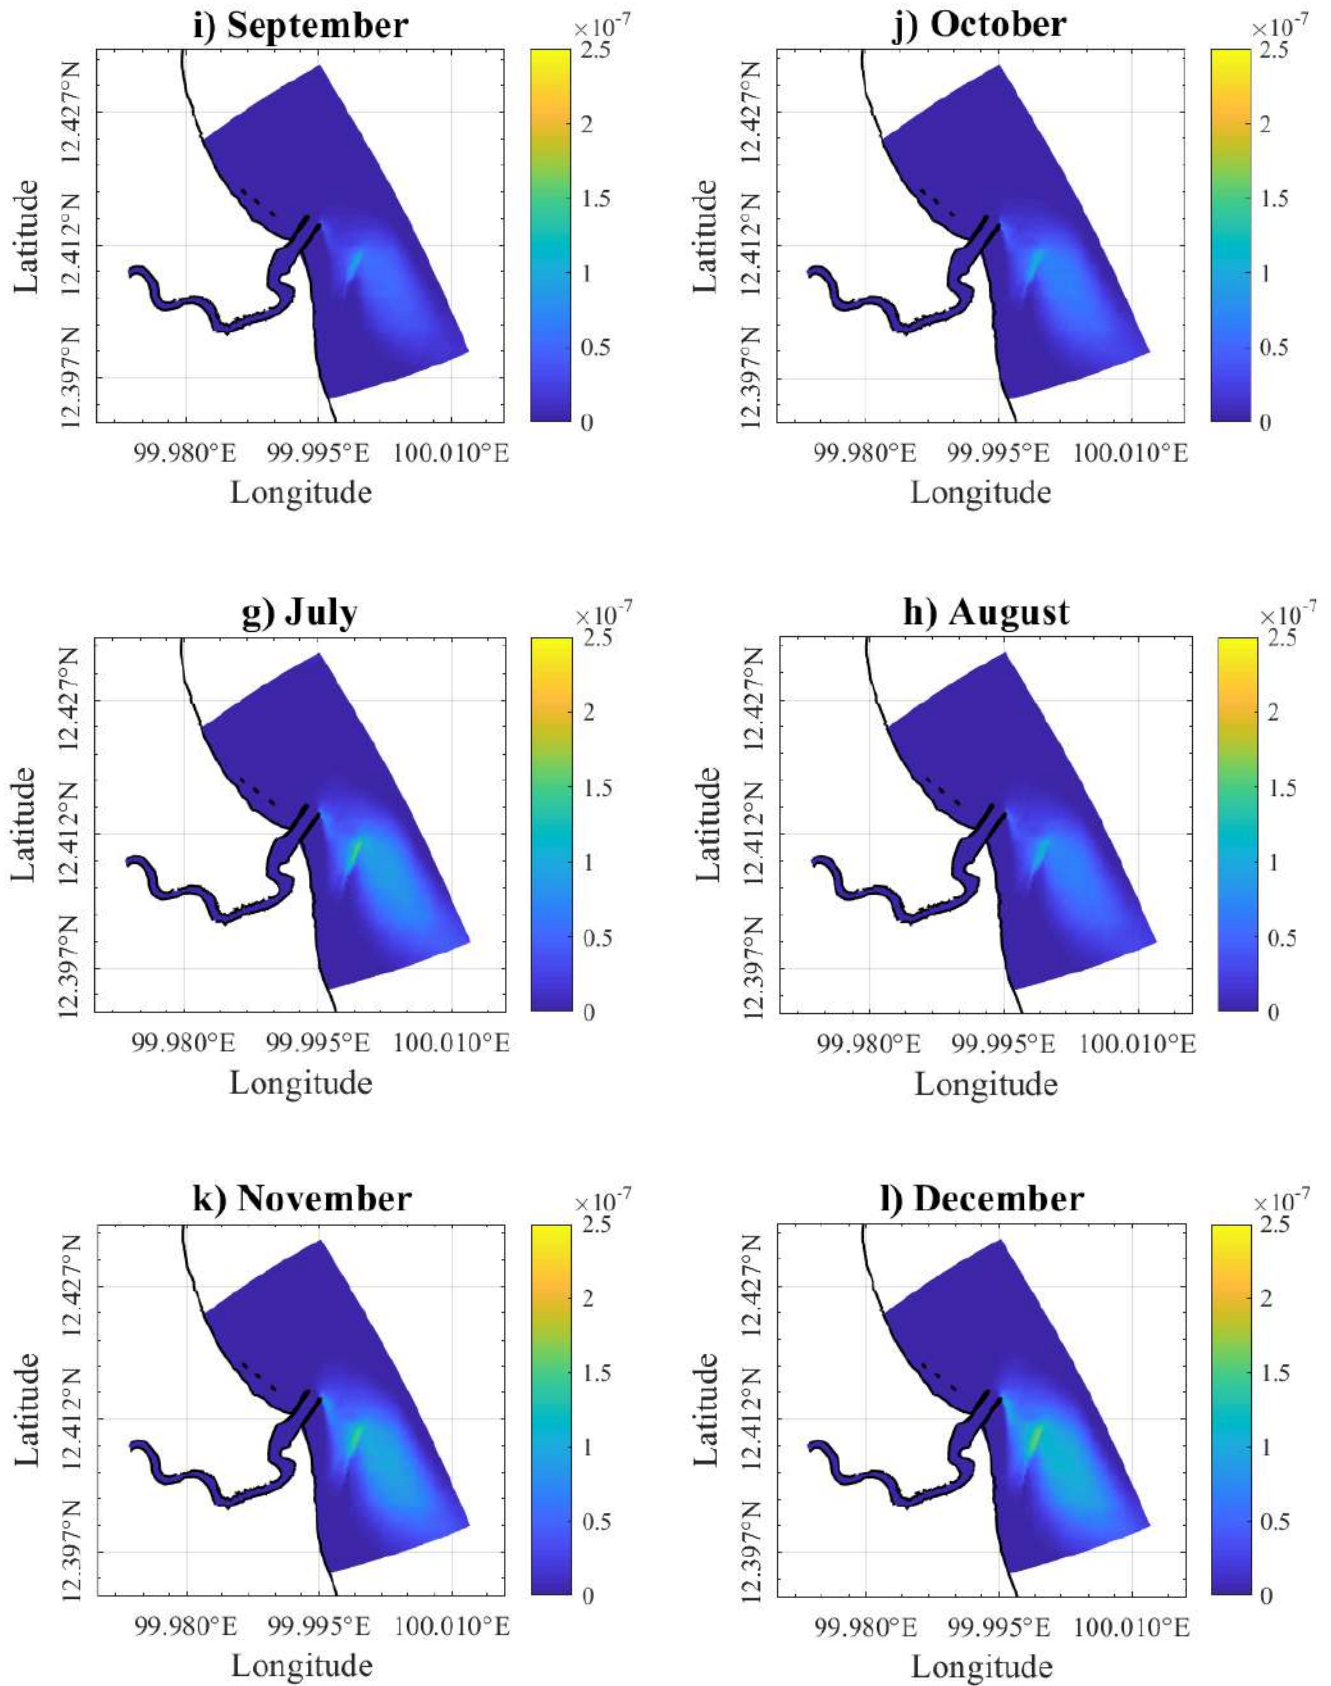 i) September
×10⁻⁷
2.5
2
1.5
1
0.5
0
12.427°N
12.412°N
12.397°N
Latitude
99.980°E 99.995°E 100.010°E
Longitude
j) October
×10⁻⁷
2.5
2
1.5
1
0.5
0
12.427°N
12.412°N
12.397°N
Latitude
99.980°E 99.995°E 100.010°E
Longitude
g) July
×10⁻⁷
2.5
2
1.5
1
0.5
0
12.427°N
12.412°N
12.397°N
Latitude
99.980°E 99.995°E 100.010°E
Longitude
h) August
×10⁻⁷
2.5
2
1.5
1
0.5
0
12.427°N
12.412°N
12.397°N
Latitude
99.980°E 99.995°E 100.010°E
Longitude
k) November
×10⁻⁷
2.5
2
1.5
1
0.5
0
12.427°N
12.412°N
12.397°N
Latitude
99.980°E 99.995°E 100.010°E
Longitude
l) December
×10⁻⁷
2.5
2
1.5
1
0.5
0
12.427°N
12.412°N
12.397°N
Latitude
99.980°E 99.995°E 100.010°E
Longitude